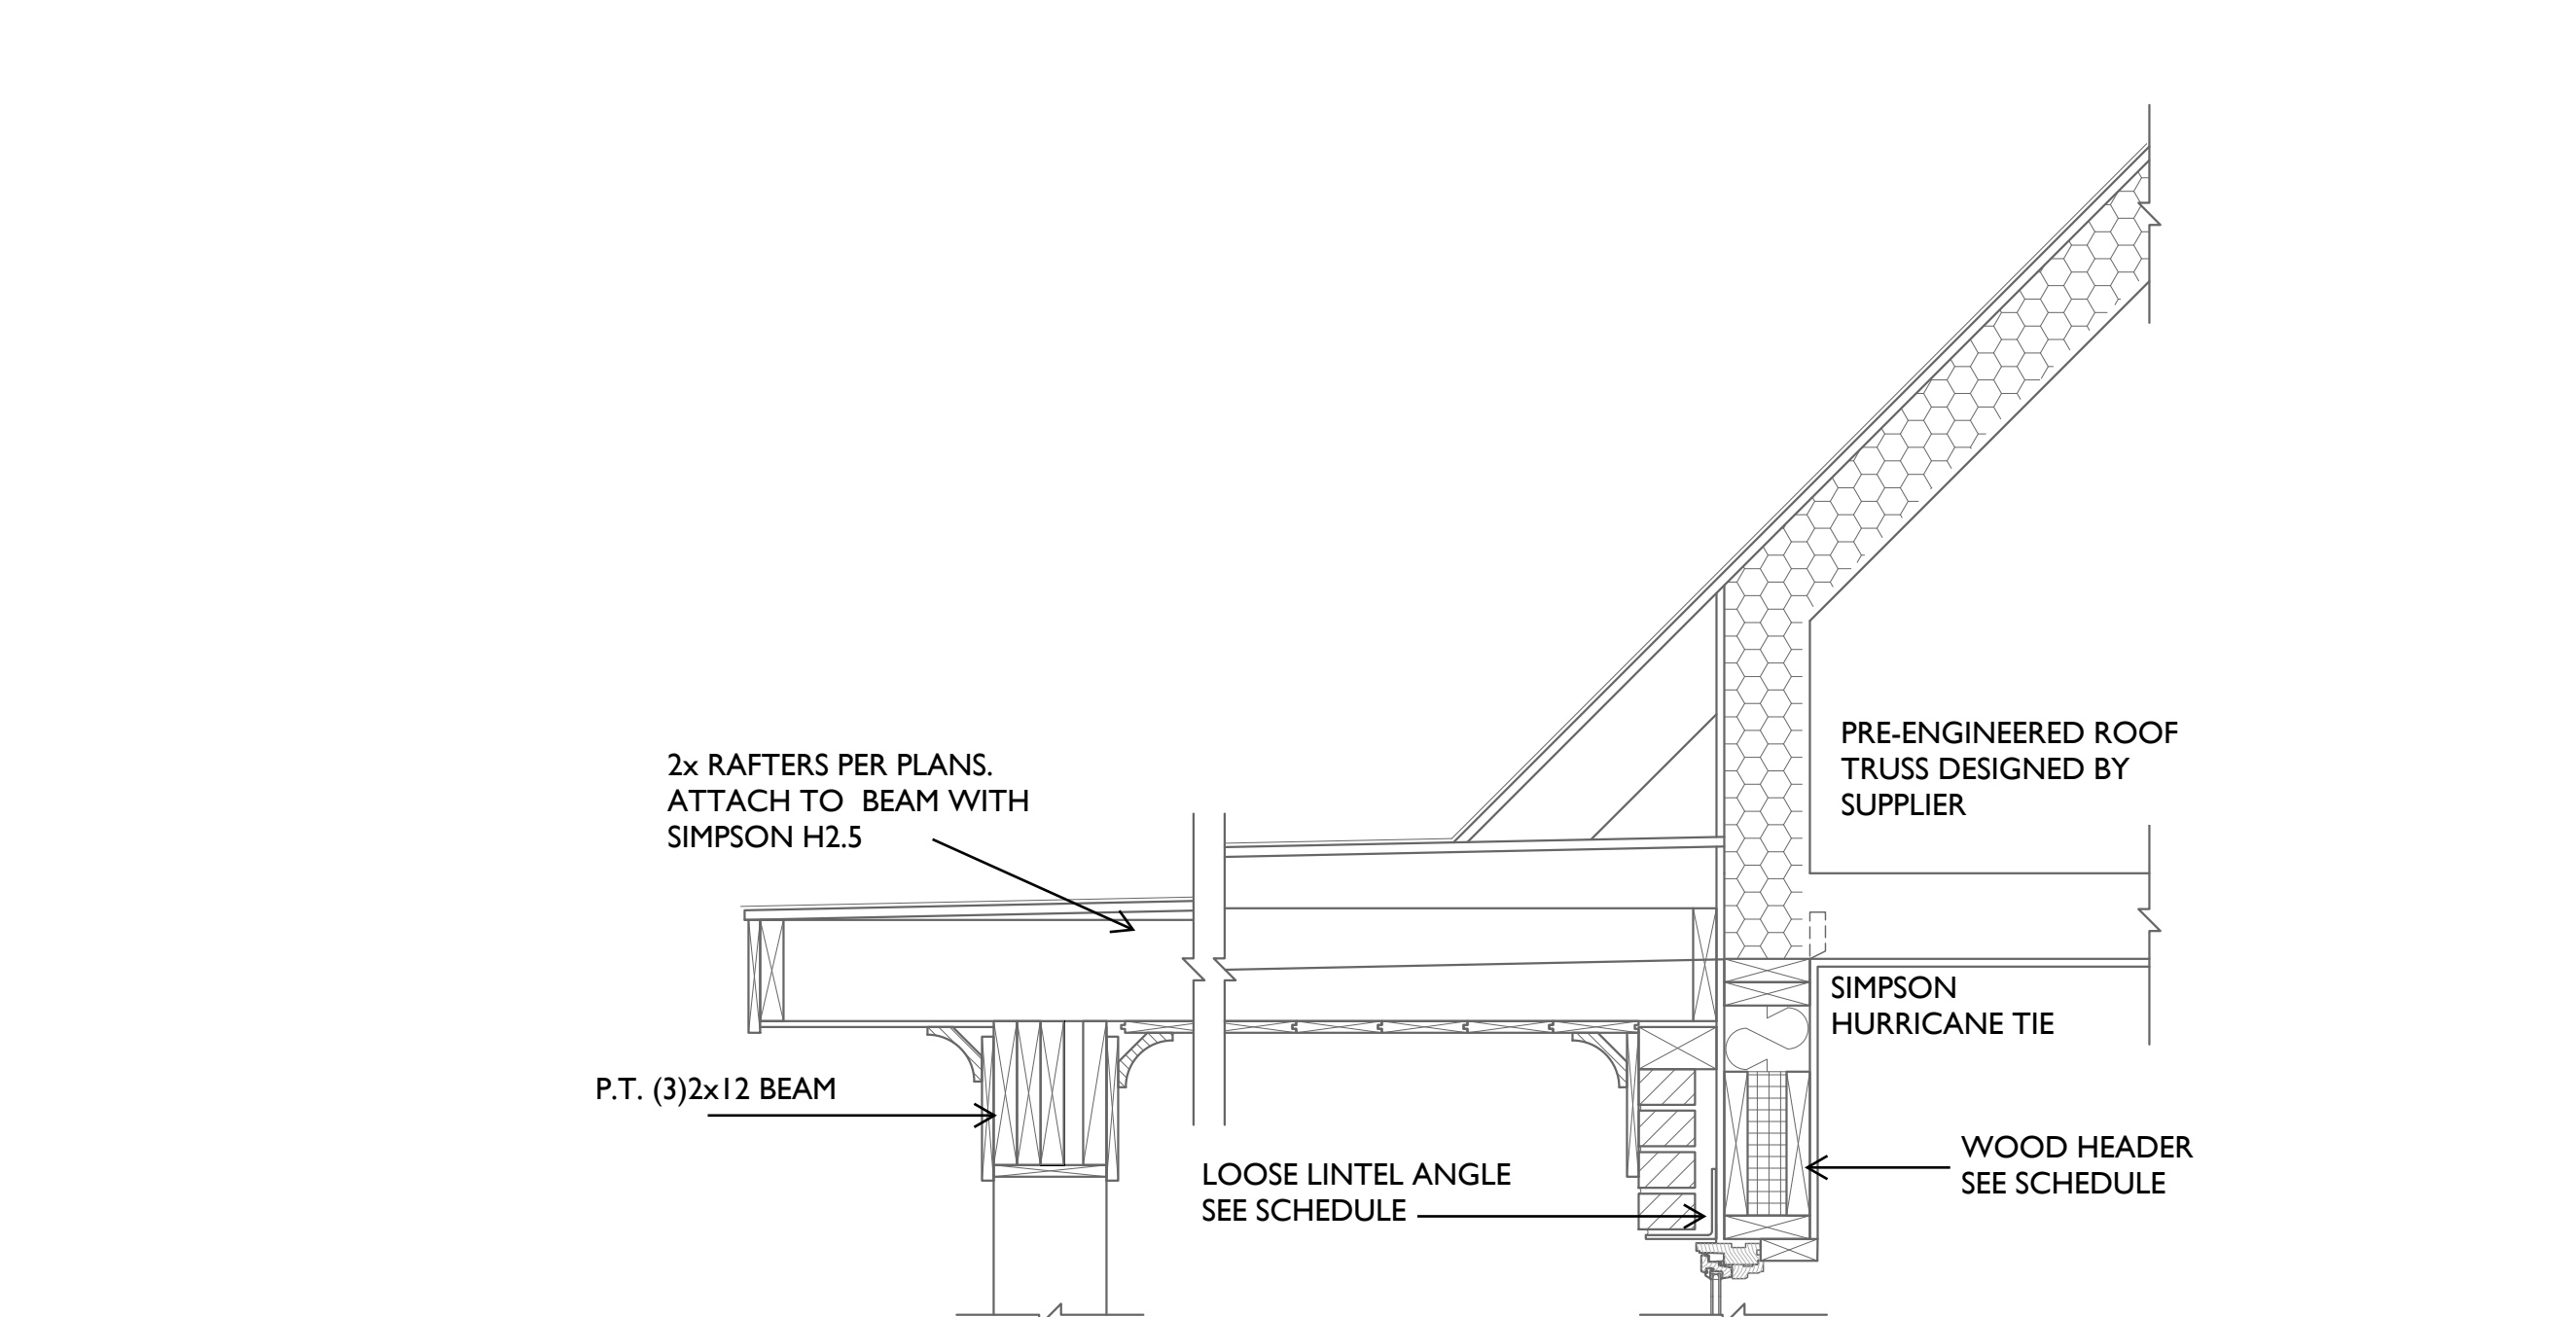 PRE-ENGINEERED ROOF
TRUSS DESIGNED BY
SUPPLIER
2x RAFTERS PER PLANS.
ATTACH TO  BEAM WITH
SIMPSON H2.5
SIMPSON
HURRICANE TIE
P.T. (3)2x12 BEAM
WOOD HEADER
SEE SCHEDULE
LOOSE LINTEL ANGLE
SEE SCHEDULE